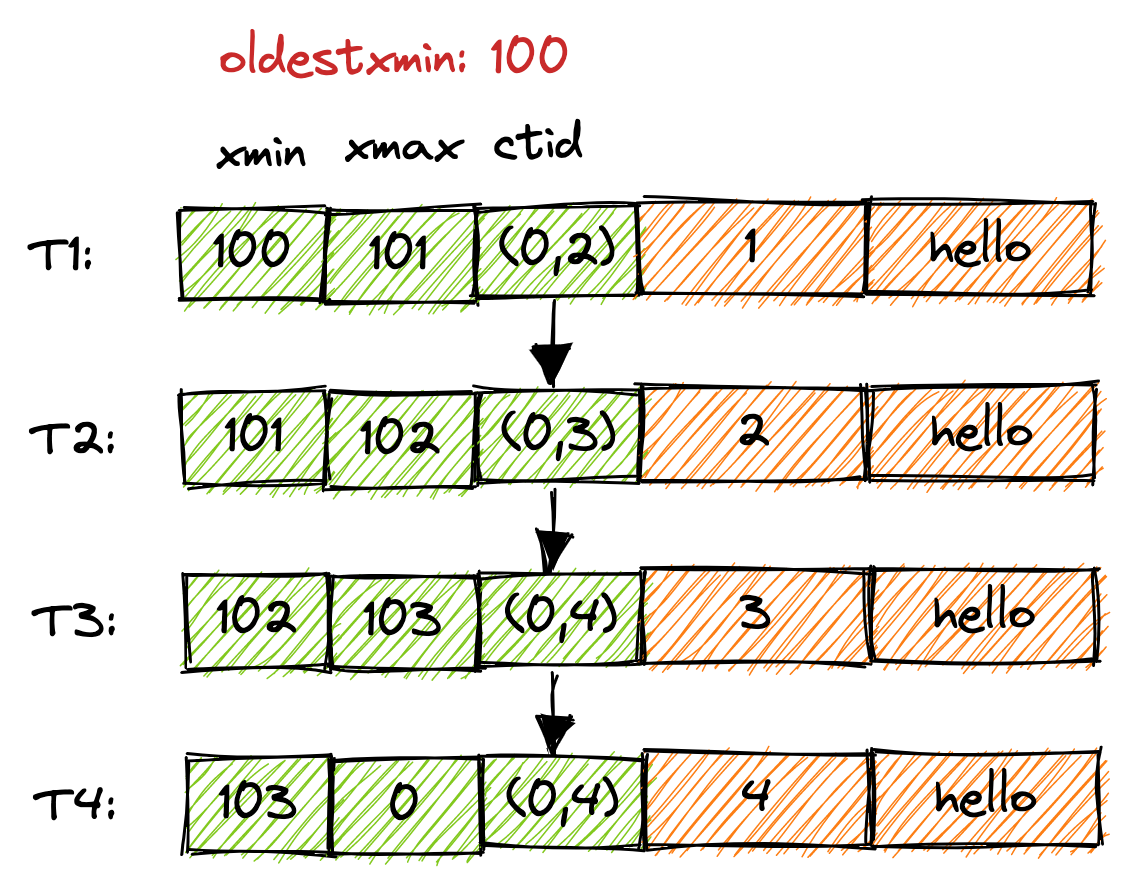 oldestxmin: 100
xmin xmax ctid
T1: 100 101 (0,2) 1 hello
T2: 101 102 (0,3) 2 hello
T3: 102 103 (0,4) 3 hello
T4: 103 0 (0,4) 4 hello